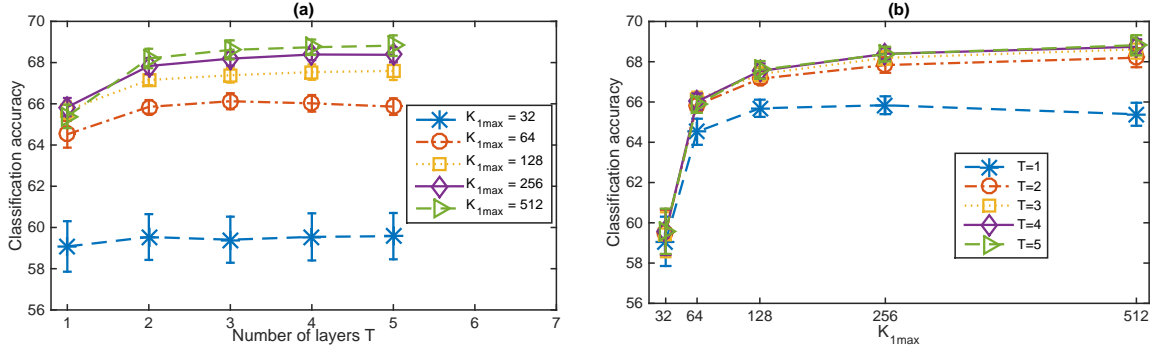 (a)
Classification accuracy
70
68
66
64
62
60
58
56
1 2 3 4 5 6 7
Number of layers T
K1max = 32
K1max = 64
K1max = 128
K1max = 256
K1max = 512
(b)
Classification accuracy
70
68
66
64
62
60
58
56
32 64 128 256 512
K1max
T=1
T=2
T=3
T=4
T=5